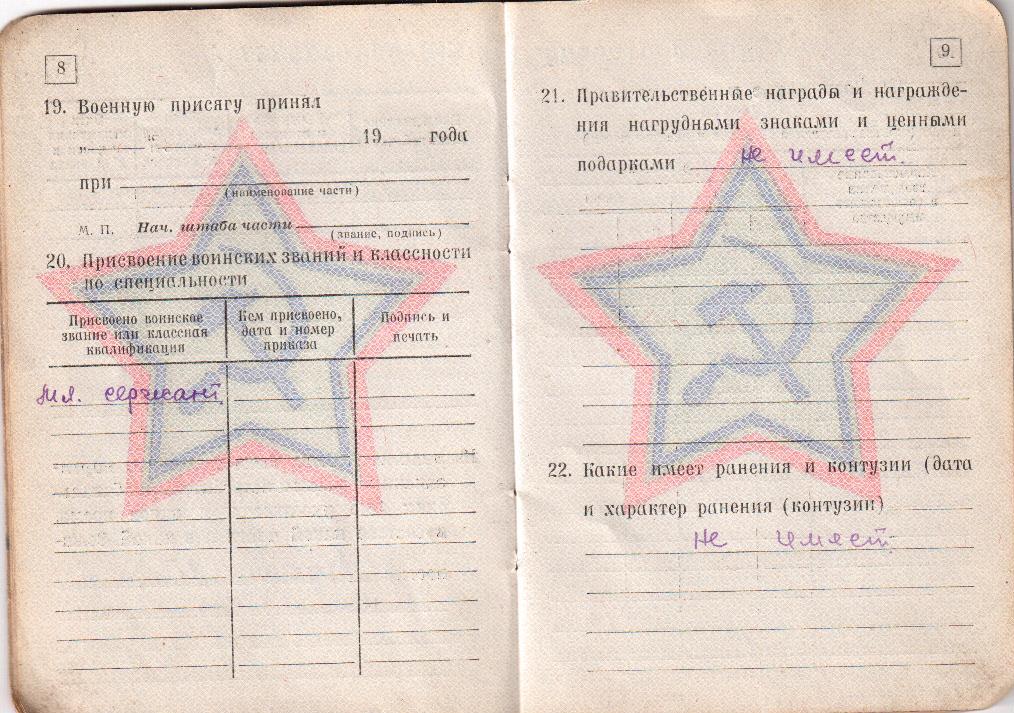 8
19. Военную присягу принял
„ “ 19 года
при
(наименование части)
М. П. Нач. штаба части
(звание, подпись)
20. Присвоение воинских званий и классности
по специальности
Присвоено воинское
звание или классная
квалификация
Кем присвоено,
дата и номер
приказа
Подпись и
печать
мл. сержант
9
21. Правительственные награды и награжде-
ния нагрудными знаками и ценными
подарками не имеет.
22. Какие имеет ранения и контузии (дата
и характер ранения (контузии)
не имеет